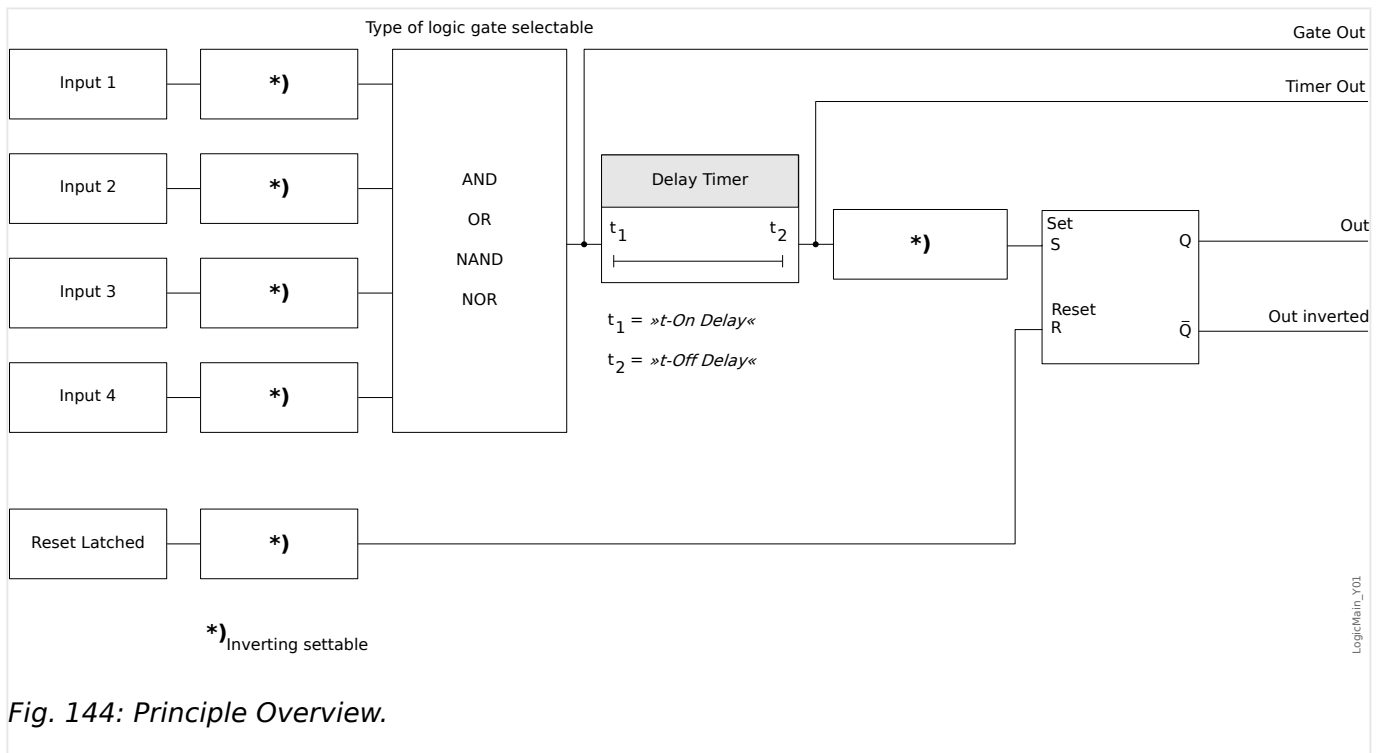 Type of logic gate selectable
Gate Out
Input 1
*)
Timer Out
Input 2
*)
AND
OR
NAND
NOR
Delay Timer
t1
t2
*)
Set
S
Q
Out
Input 3
*)
t1 = »t-On Delay«
t2 = »t-Off Delay«
Reset
R
Q̅
Out inverted
Input 4
*)
Reset Latched
*)
*)Inverting settable
LogicMain_Y01
Fig. 144: Principle Overview.